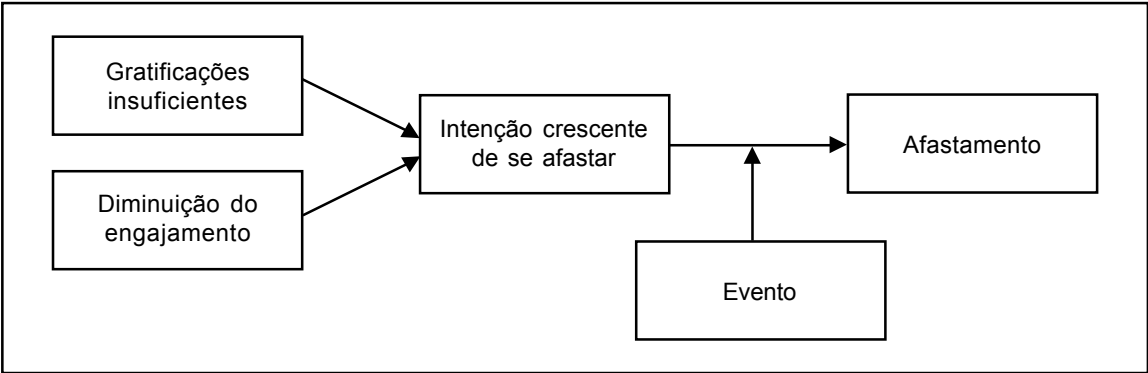 Gratificações
insuficientes
Diminuição do
engajamento
Intenção crescente
de se afastar
Afastamento
Evento